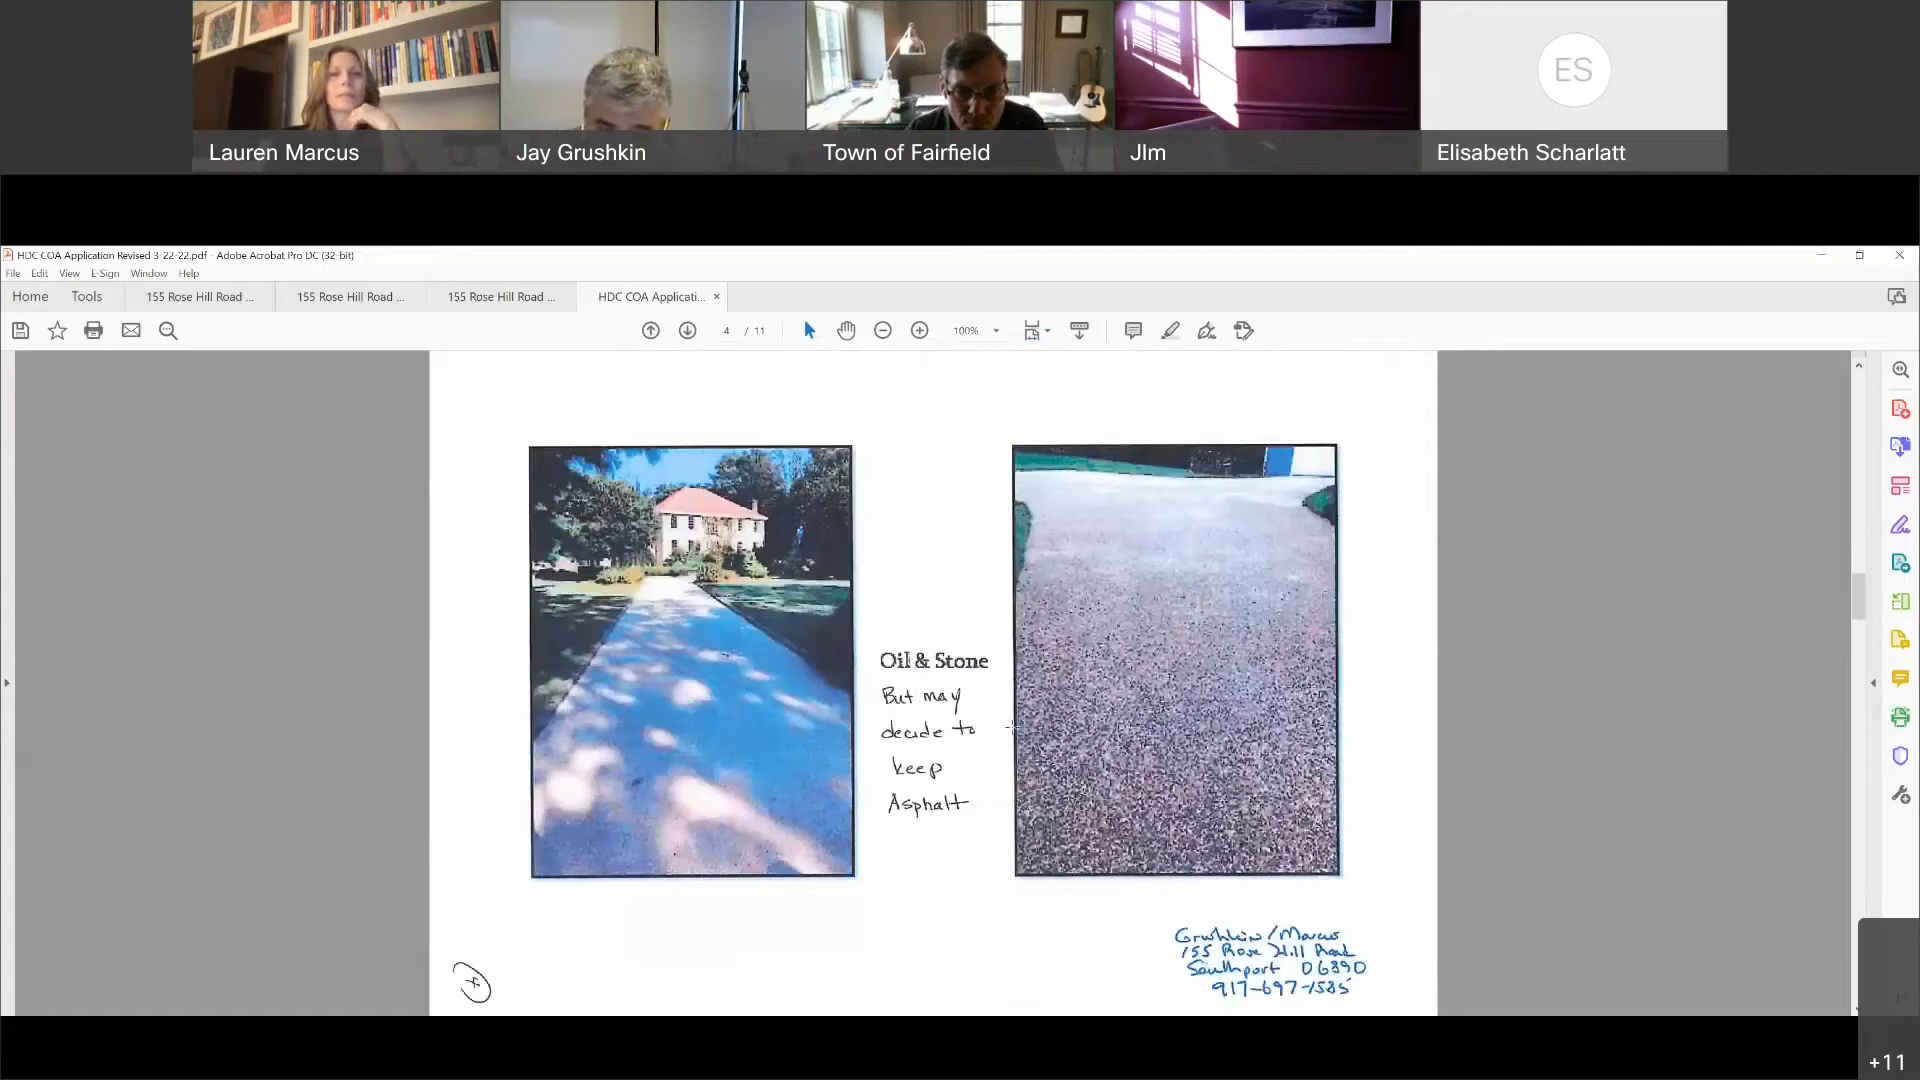 ES
Lauren Marcus
Jay Grushkin
Town of Fairfield
JIm
Elisabeth Scharlatt
HDC COA Application Revised 3-22-22.pdf - Adobe Acrobat Pro DC (32-bit)
File Edit View E-Sign Window Help
Home Tools 155 Rose Hill Road ... 155 Rose Hill Road ... 155 Rose Hill Road ... HDC COA Applicati... ×
4 / 11 100%
Oil & Stone
But may
decide to
keep
Asphalt
Grushkin/Marcus
155 Rose Hill Road
Southport 06890
917-697-1585
4
+11